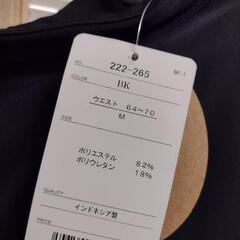 NO. 222-265 NK-1
COLOR BK
ウエスト 64〜70
M
SIZE
ポリエステル 82%
ポリウレタン 18%
QUALITY
インドネシア製
PRICE